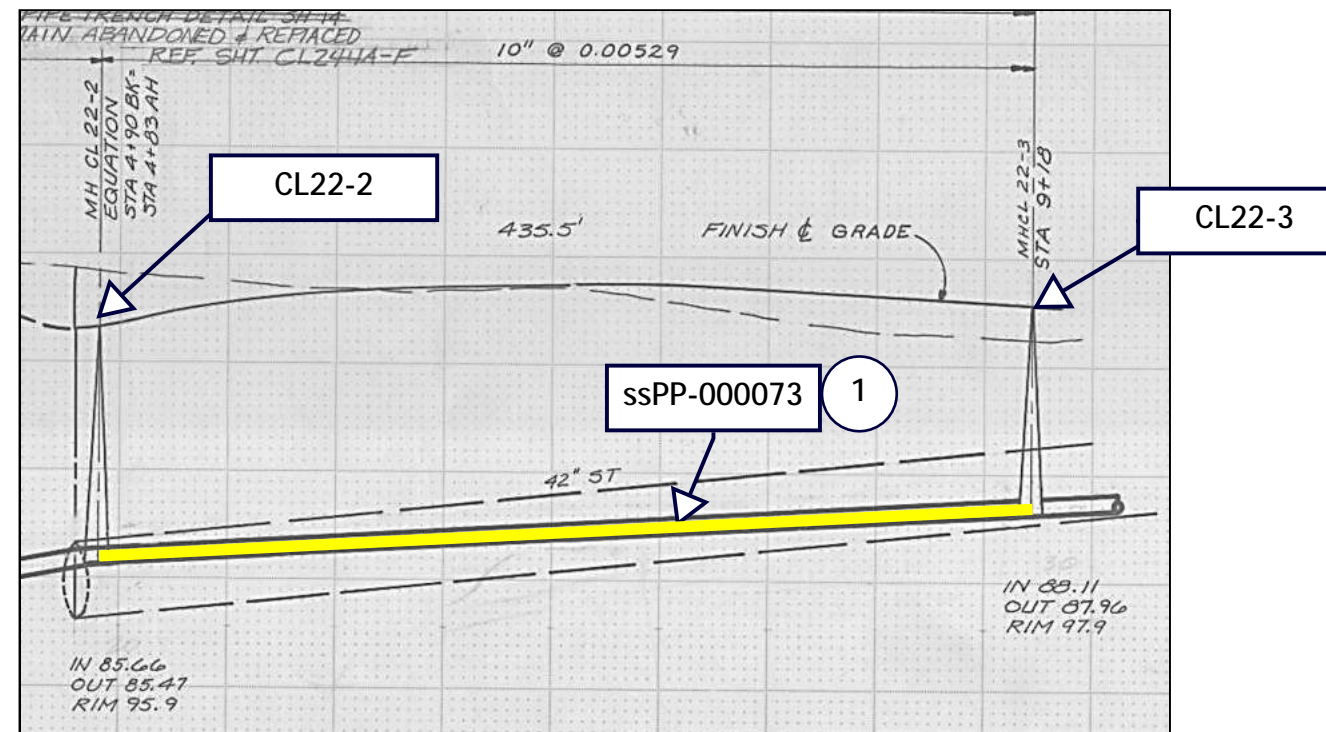 PIPE TRENCH DETAIL SH 14
MAIN ABANDONED & REPLACED
REF. SHT. CL244A-F
10" @ 0.00529
MH CL 22-2
EQUATION
STA 4+90 BK=
STA 4+83 AH
CL22-2
435.5'
FINISH ℄ GRADE
MHCL 22-3
STA 9+18
CL22-3
ssPP-000073
1
42" ST
IN 88.11
OUT 87.96
RIM 97.9
IN 85.66
OUT 85.47
RIM 95.9